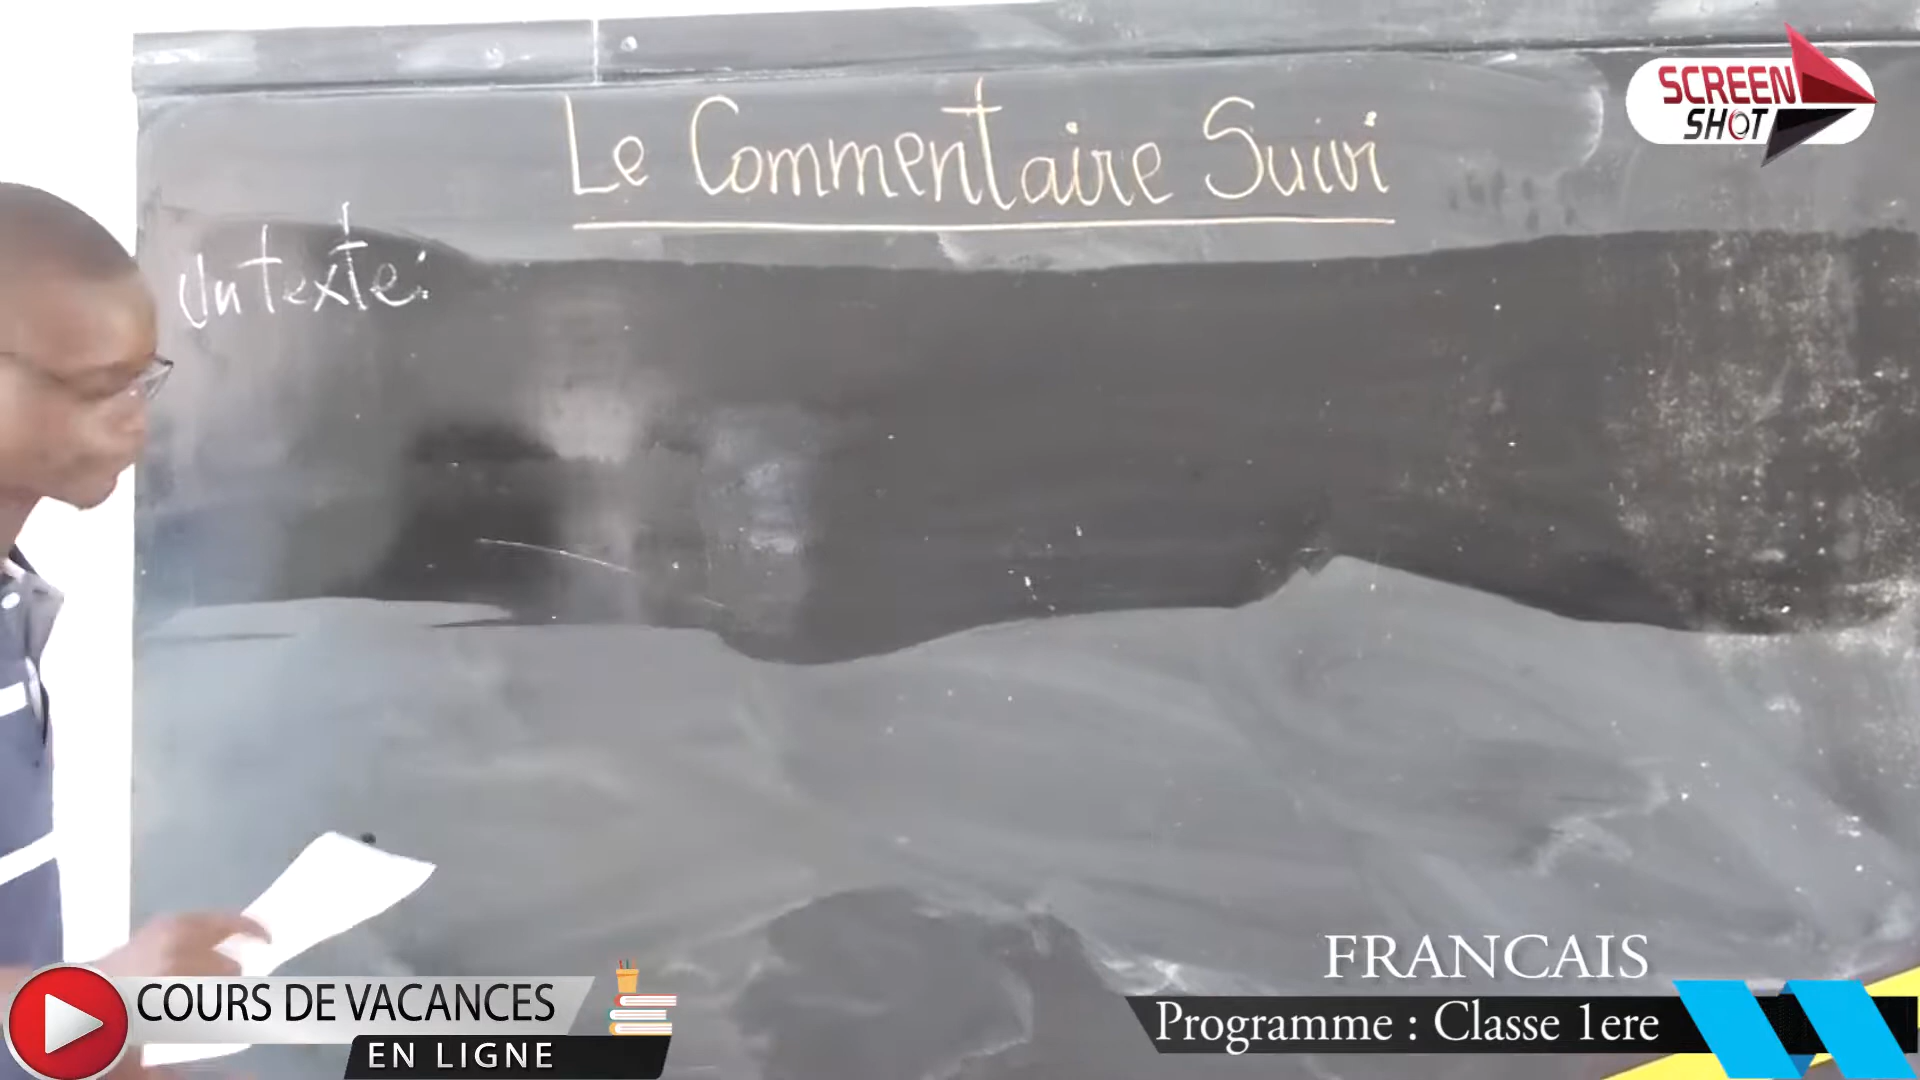 Le Commentaire Suivi
SCREEN
SHOT
Un texte:
FRANCAIS
COURS DE VACANCES
Programme : Classe 1ere
EN LIGNE